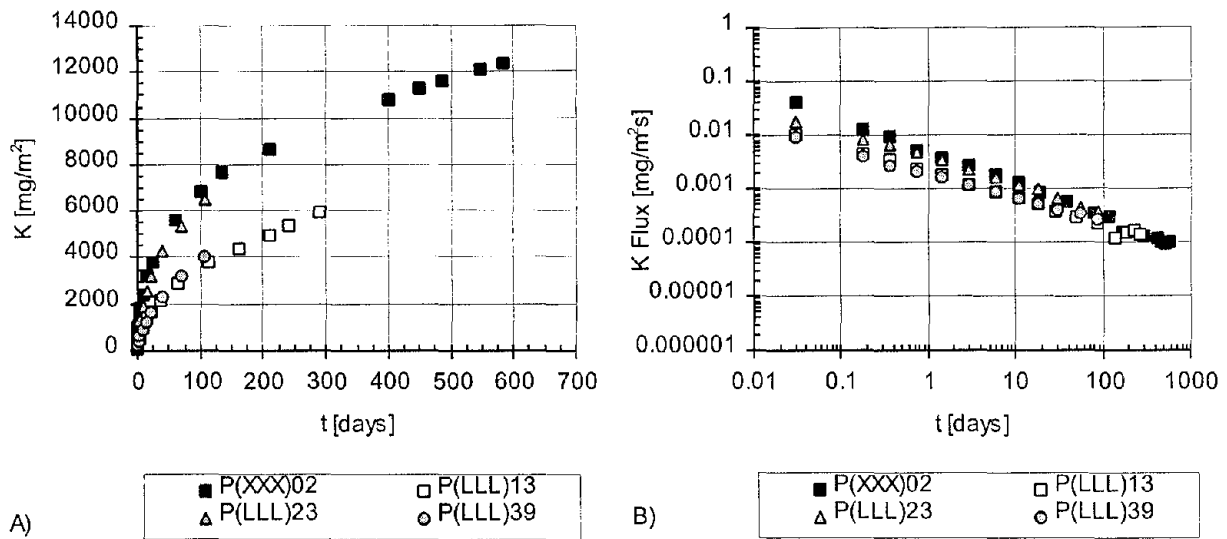 14000
12000
10000
8000
6000
4000
2000
0
K [mg/m²]
0 100 200 300 400 500 600 700
t [days]
■ P(XXX)02 □ P(LLL)13
△ P(LLL)23 ○ P(LLL)39
A)
1
0.1
0.01
0.001
0.0001
0.00001
0.000001
K Flux [mg/m²s]
0.01 0.1 1 10 100 1000
t [days]
■ P(XXX)02 □ P(LLL)13
△ P(LLL)23 ○ P(LLL)39
B)